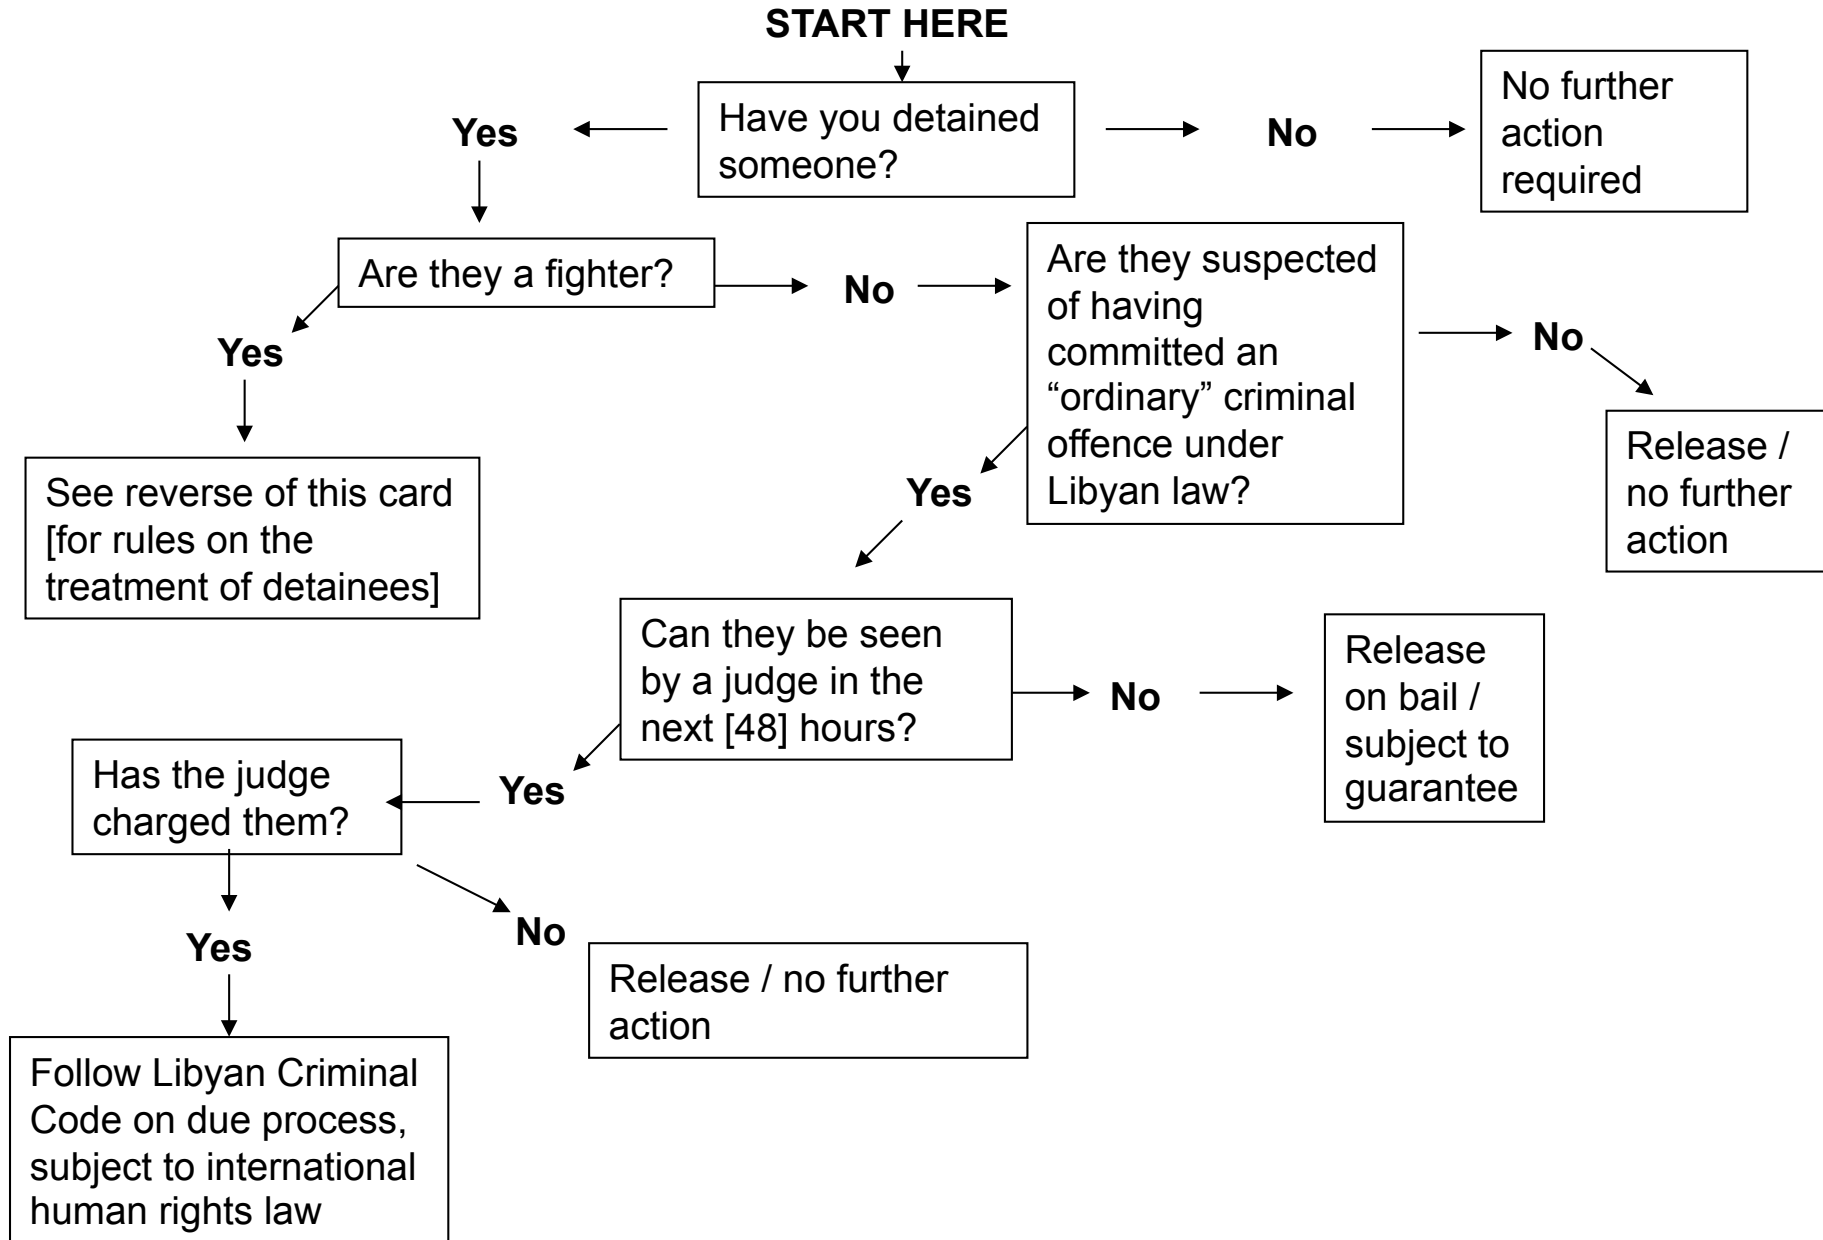 START HERE
Have you detained
someone?
Yes
No
No further
action
required
Are they a fighter?
No
Are they suspected
of having
committed an
“ordinary” criminal
offence under
Libyan law?
No
Release /
no further
action
Yes
See reverse of this card
[for rules on the
treatment of detainees]
Yes
Can they be seen
by a judge in the
next [48] hours?
No
Release
on bail /
subject to
guarantee
Yes
Has the judge
charged them?
No
Release / no further
action
Yes
Follow Libyan Criminal
Code on due process,
subject to international
human rights law